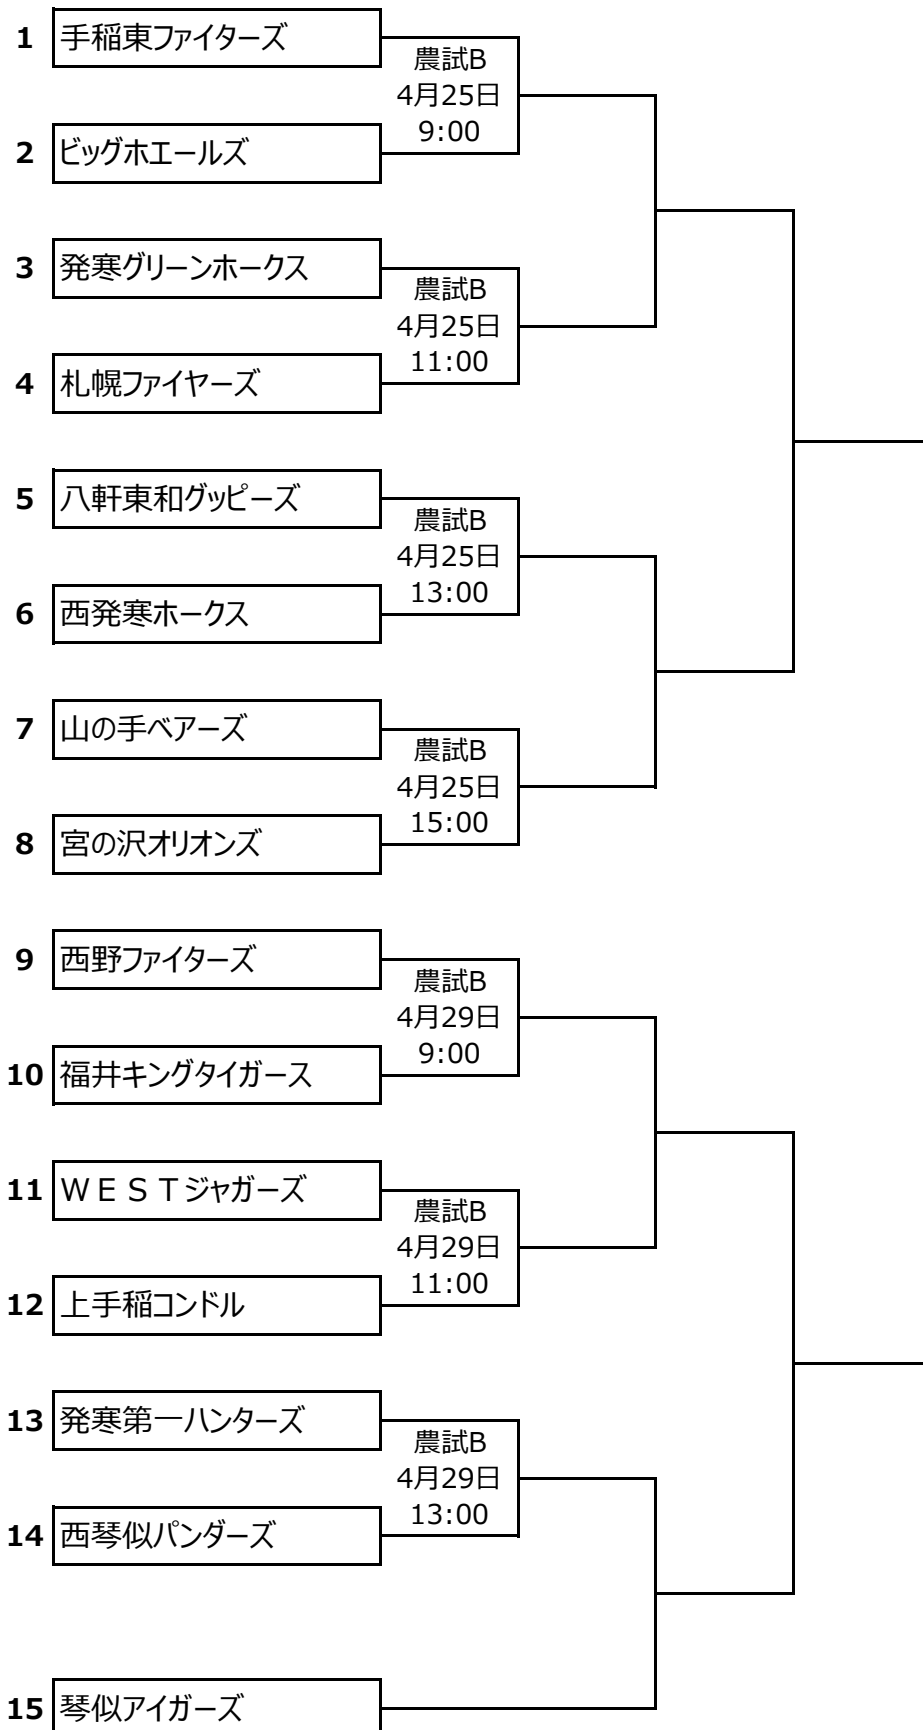 1 手稲東ファイターズ
農試B
4月25日
9:00
2 ビッグホエールズ
3 発寒グリーンホークス
農試B
4月25日
11:00
4 札幌ファイヤーズ
5 八軒東和グッピーズ
農試B
4月25日
13:00
6 西発寒ホークス
7 山の手ベアーズ
農試B
4月25日
15:00
8 宮の沢オリオンズ
9 西野ファイターズ
農試B
4月29日
9:00
10 福井キングタイガース
11 ＷＥＳＴジャガーズ
農試B
4月29日
11:00
12 上手稲コンドル
13 発寒第一ハンターズ
農試B
4月29日
13:00
14 西琴似パンダーズ
15 琴似アイガーズ